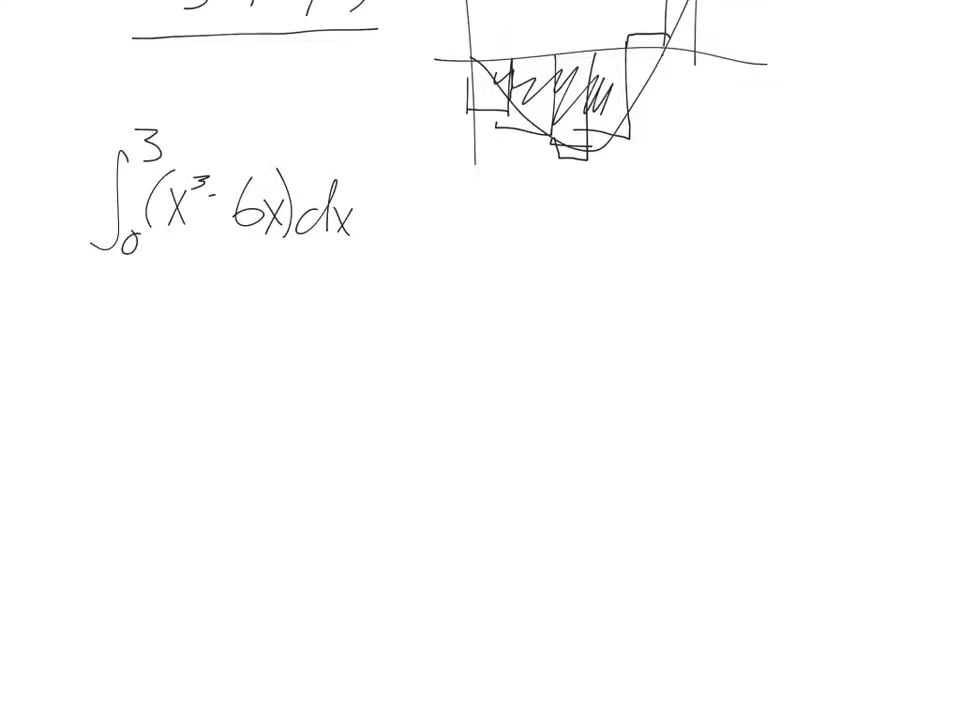 ∫₀³ (x³ - 6x)dx